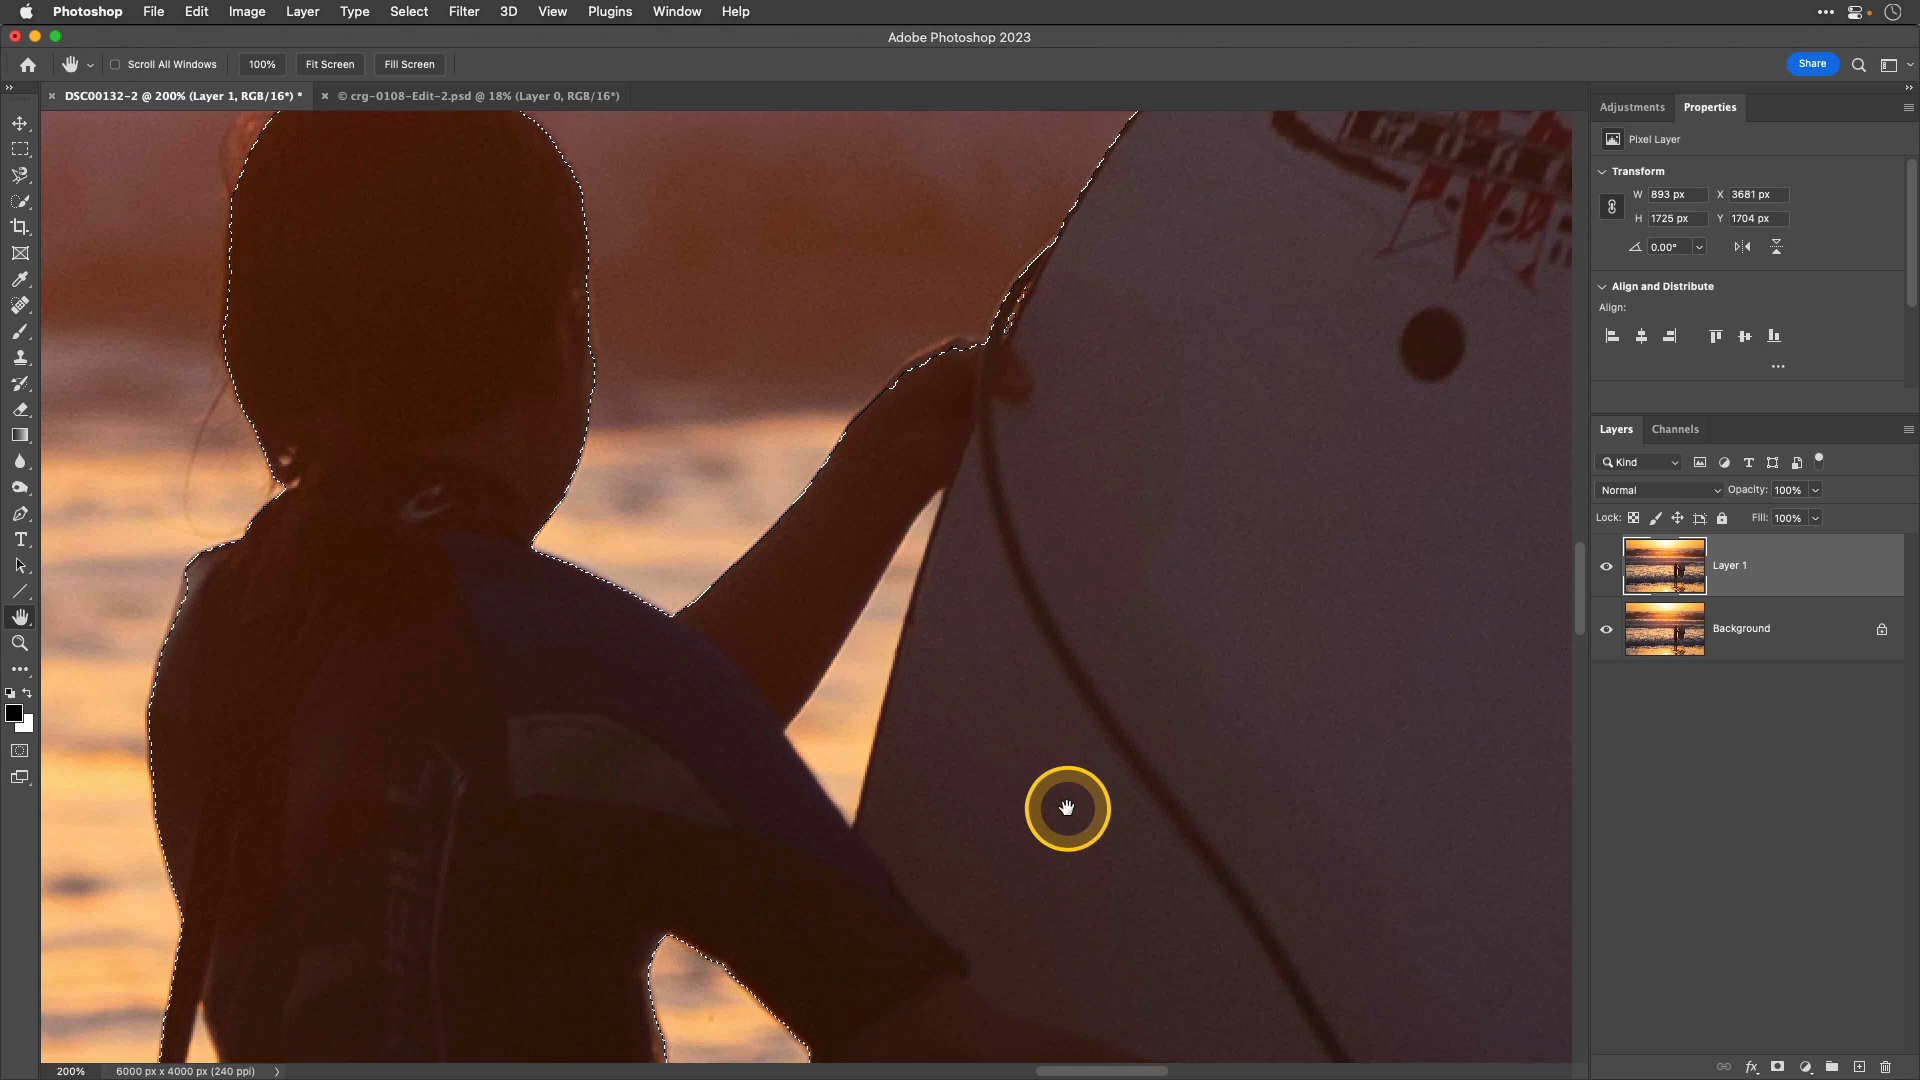 Photoshop File Edit Image Layer Type Select Filter 3D View Plugins Window Help
Adobe Photoshop 2023
Scroll All Windows 100% Fit Screen Fill Screen
Share
DSC00132-2 @ 200% (Layer 1, RGB/16*) *
© crg-0108-Edit-2.psd @ 18% (Layer 0, RGB/16*)
Adjustments Properties
Pixel Layer
Transform
W 893 px X 3681 px
H 1725 px Y 1704 px
0.00°
Align and Distribute
Align:
Layers Channels
Kind
Normal Opacity: 100%
Lock: Fill: 100%
Layer 1
Background
200% 6000 px x 4000 px (240 ppi)